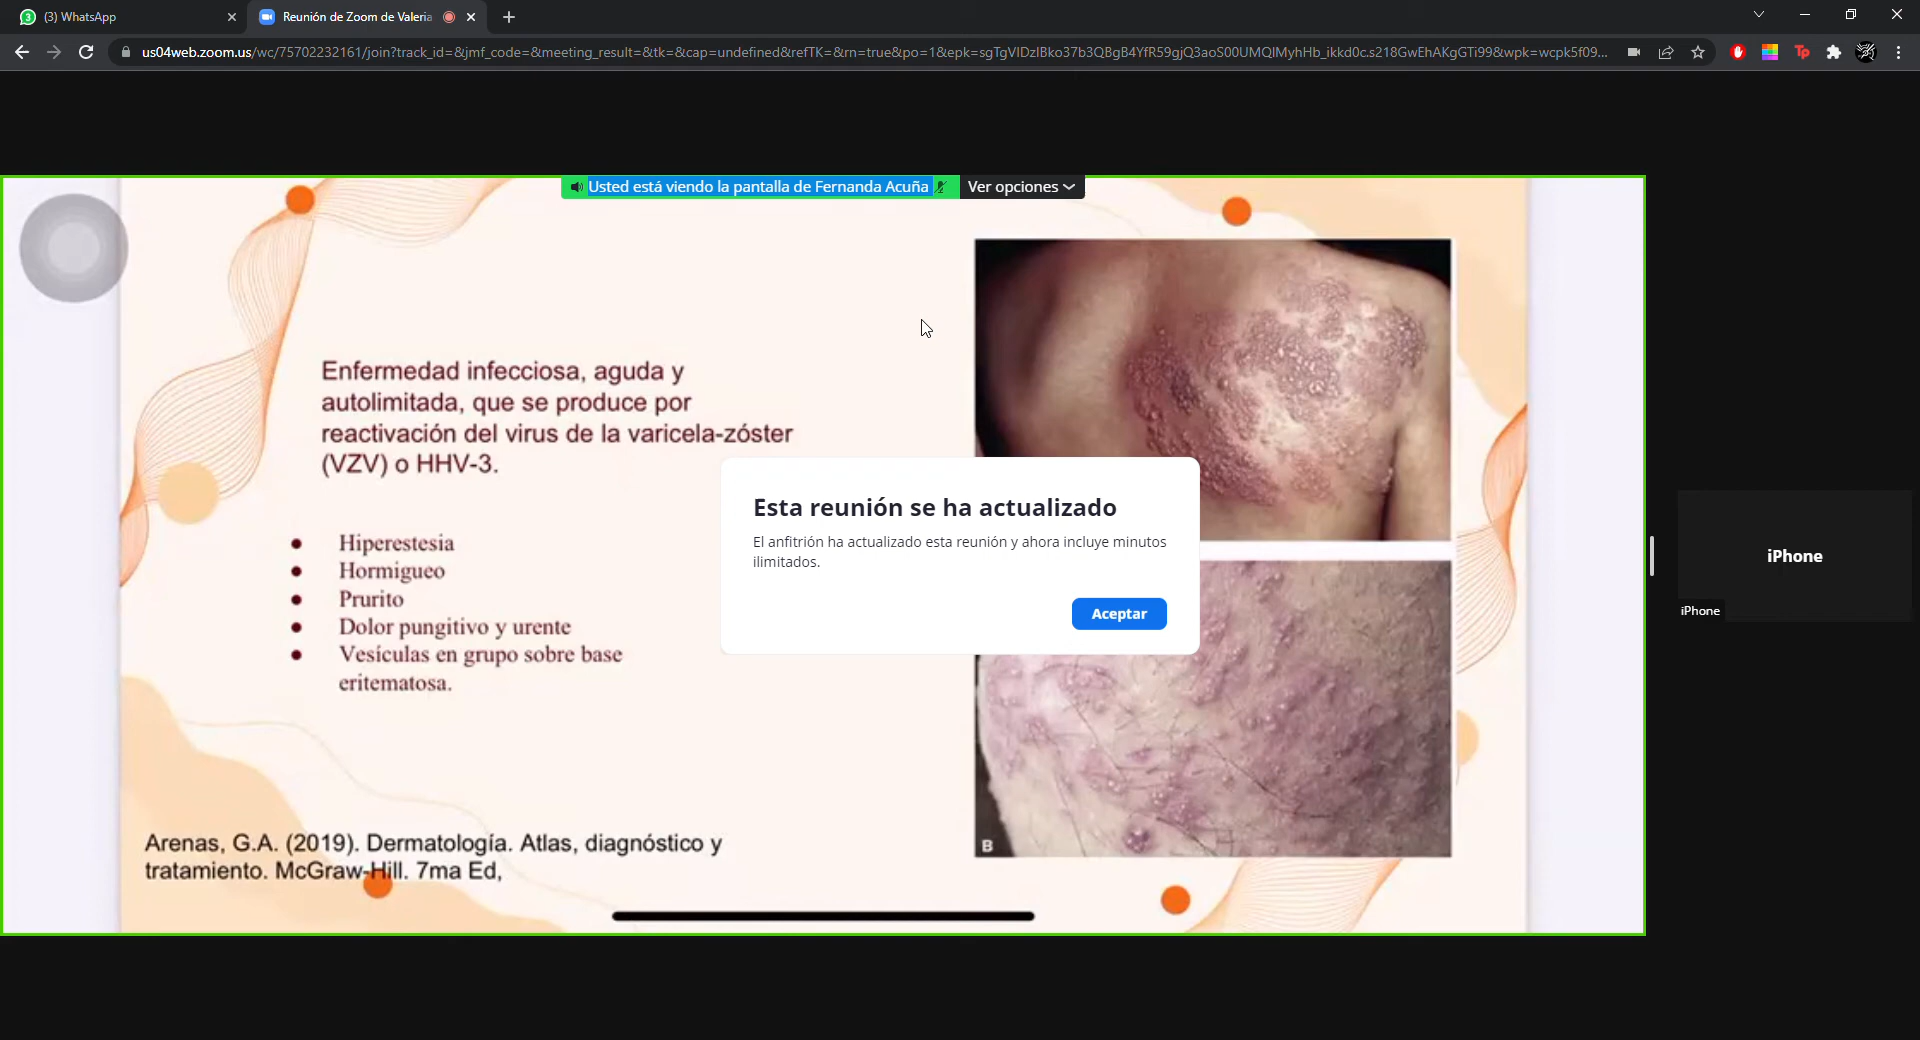 (3) WhatsApp
Reunión de Zoom de Valeria
us04web.zoom.us/wc/75702232161/join?track_id=&jmf_code=&meeting_result=&tk=&cap=undefined&refTK=&rn=true&po=1&epk=sgTgVIDzIBko37b3QBgB4YfR59gjQ3aoS00UMQIMyhHb_ikkd0c.s218GwEhAKgGTi99&wpk=wcpk5f09...
Usted está viendo la pantalla de Fernanda Acuña
Ver opciones
Enfermedad infecciosa, aguda y
autolimitada, que se produce por
reactivación del virus de la varicela-zóster
(VZV) o HHV-3.
Hiperestesia
Hormigueo
Prurito
Dolor pungitivo y urente
Vesículas en grupo sobre base
eritematosa.
Esta reunión se ha actualizado
El anfitrión ha actualizado esta reunión y ahora incluye minutos
ilimitados.
Aceptar
iPhone
iPhone
B
Arenas, G.A. (2019). Dermatología. Atlas, diagnóstico y
tratamiento. McGraw-Hill. 7ma Ed,